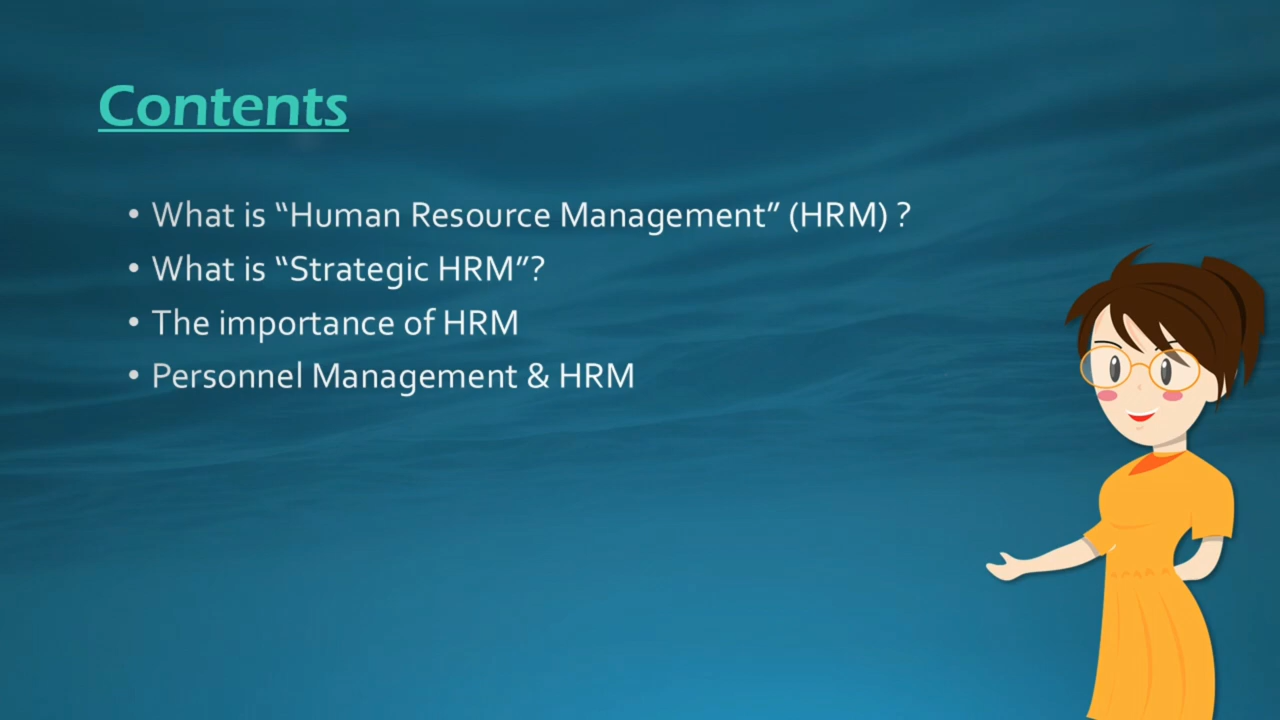 Contents
• What is “Human Resource Management” (HRM) ?
• What is “Strategic HRM”?
• The importance of HRM
• Personnel Management & HRM